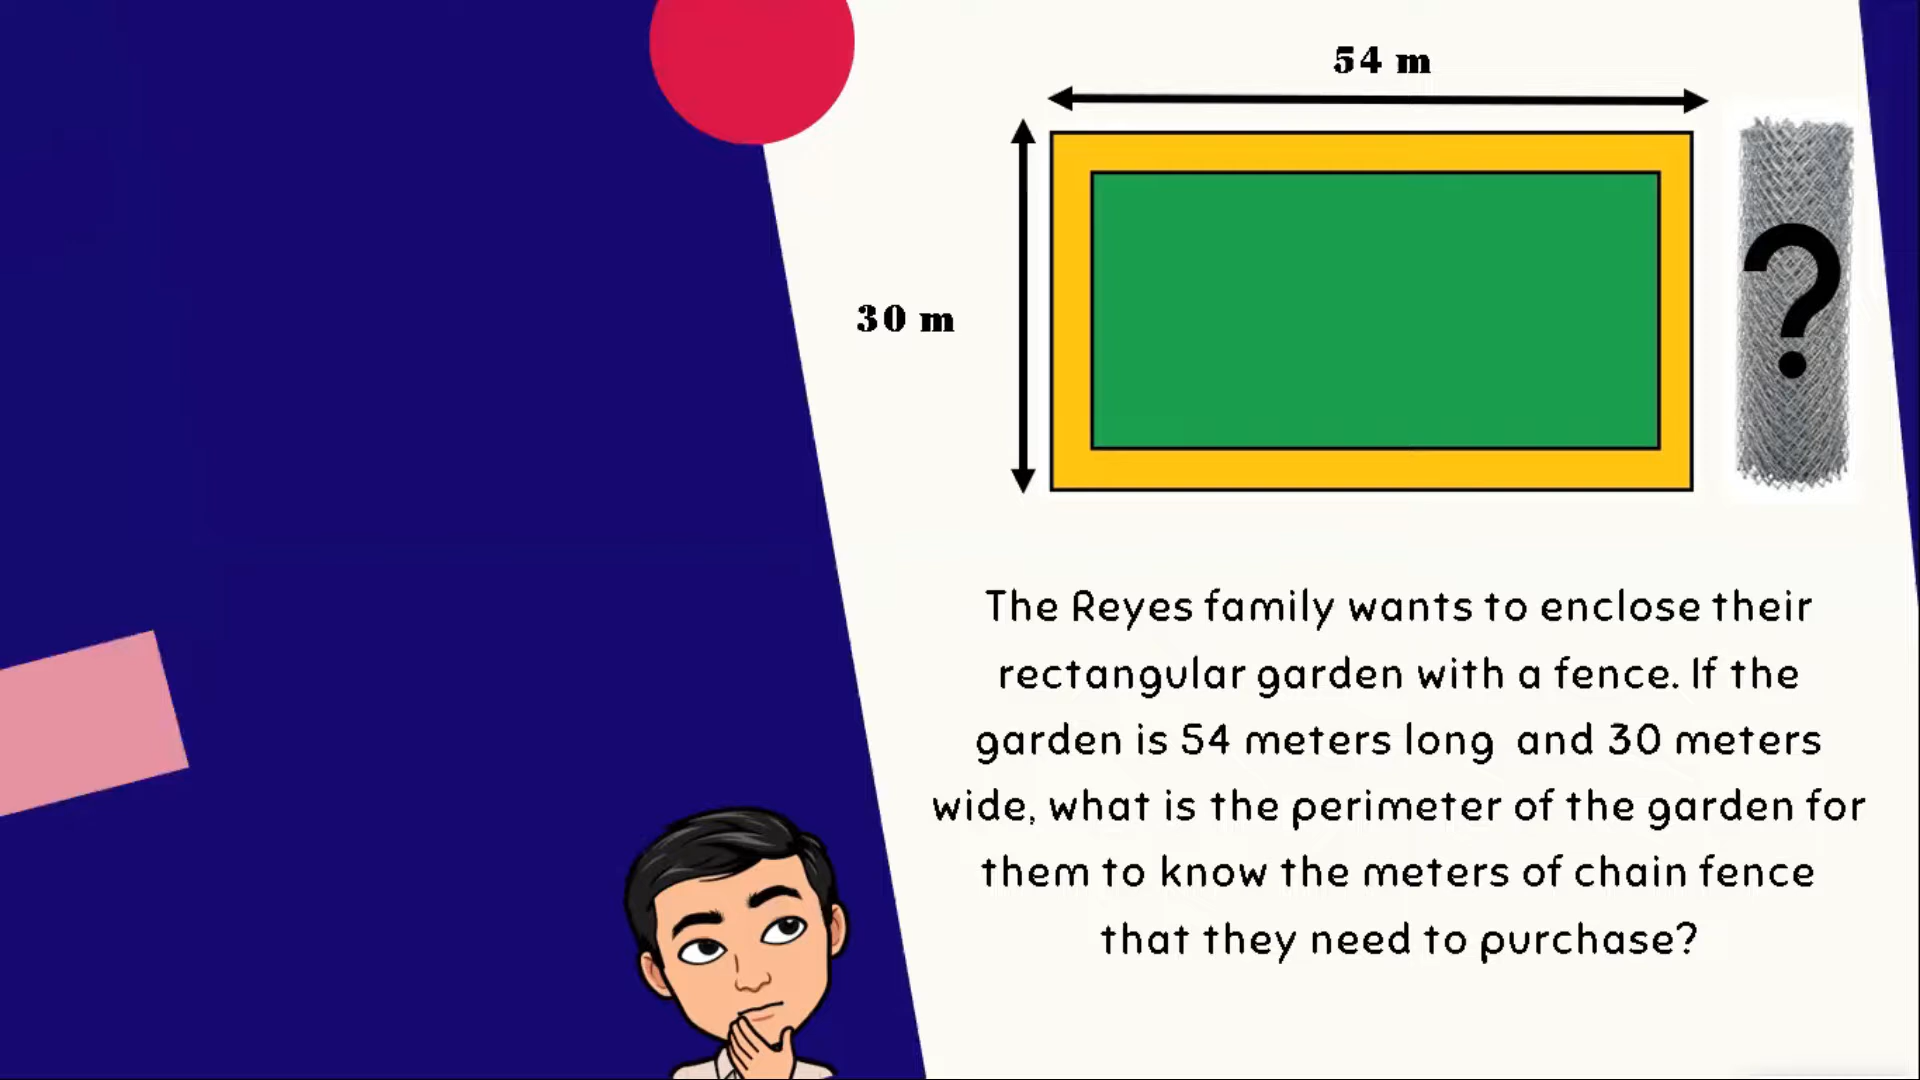 54 m
30 m
?
The Reyes family wants to enclose their
rectangular garden with a fence. If the
garden is 54 meters long and 30 meters
wide, what is the perimeter of the garden for
them to know the meters of chain fence
that they need to purchase?